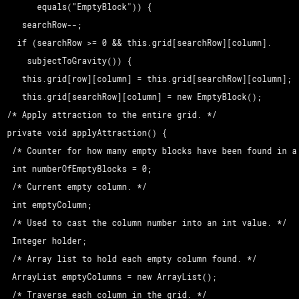 equals("EmptyBlock")) {
searchRow--;
if (searchRow >= 0 && this.grid[searchRow][column].
subjectToGravity()) {
this.grid[row][column] = this.grid[searchRow][column];
this.grid[searchRow][column] = new EmptyBlock();
/* Apply attraction to the entire grid. */
private void applyAttraction() {
/* Counter for how many empty blocks have been found in a
int numberOfEmptyBlocks = 0;
/* Current empty column. */
int emptyColumn;
/* Used to cast the column number into an int value. */
Integer holder;
/* Array list to hold each empty column found. */
ArrayList emptyColumns = new ArrayList();
/* Traverse each column in the grid. */